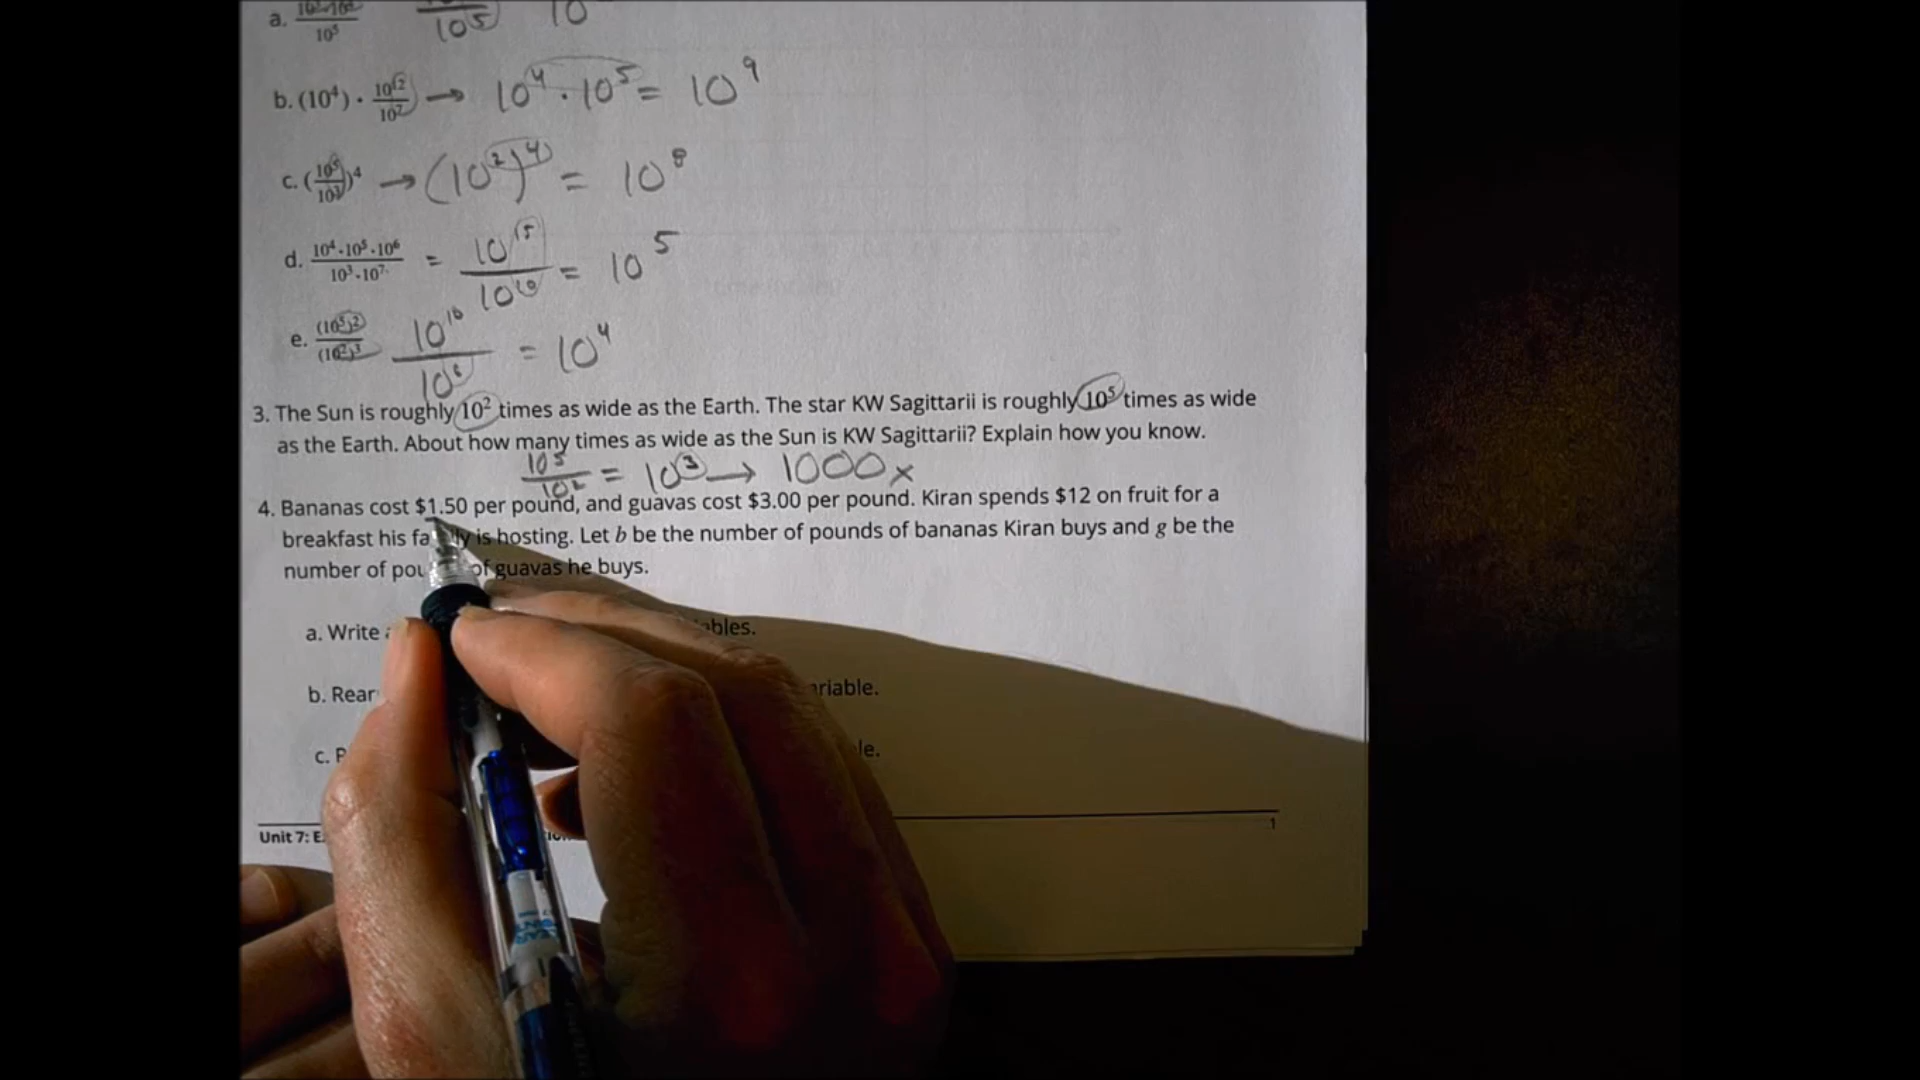 a. 10⁵ 10⁵ 10
b. (10⁴) · 10¹²/10⁷ → 10⁴ · 10⁵ = 10⁹
c. (10⁵/10³)⁴ → (10²)⁴ = 10⁸
d. 10⁴·10⁵·10⁶/10³·10⁷ = 10¹⁵/10¹⁰ = 10⁵
e. (10⁵)²/(10²)³ 10¹⁰/10⁶ = 10⁴
3. The Sun is roughly 10² times as wide as the Earth. The star KW Sagittarii is roughly 10⁵ times as wide
as the Earth. About how many times as wide as the Sun is KW Sagittarii? Explain how you know.
10⁵/10² = 10³ → 1000x
4. Bananas cost $1.50 per pound, and guavas cost $3.00 per pound. Kiran spends $12 on fruit for a
breakfast his is hosting. Let b be the number of pounds of bananas Kiran buys and g be the
number of of guavas he buys.
a. Write
b.
c.
Unit 7:
1